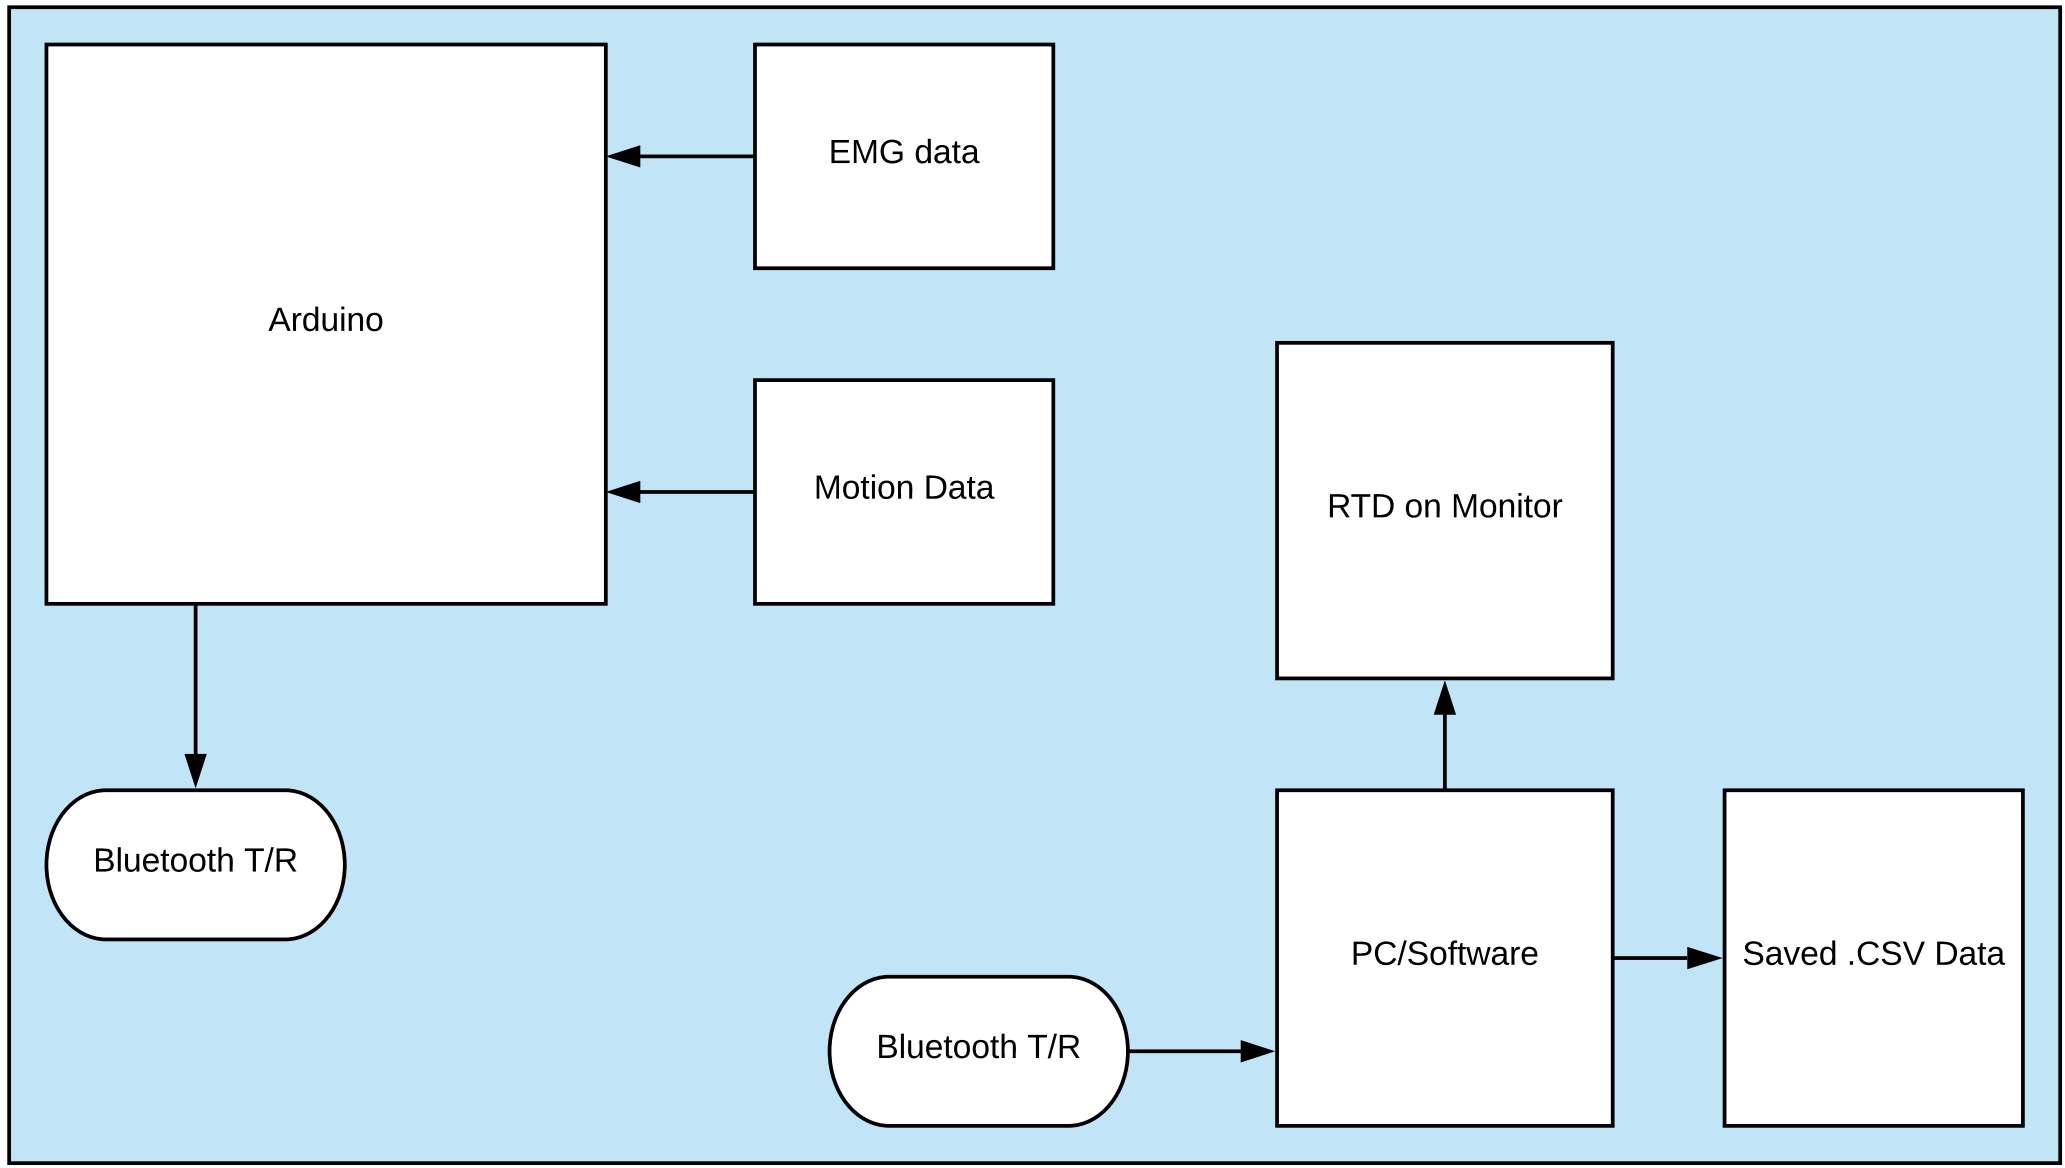 EMG data
Arduino
Motion Data
RTD on Monitor
Bluetooth T/R
PC/Software
Saved .CSV Data
Bluetooth T/R